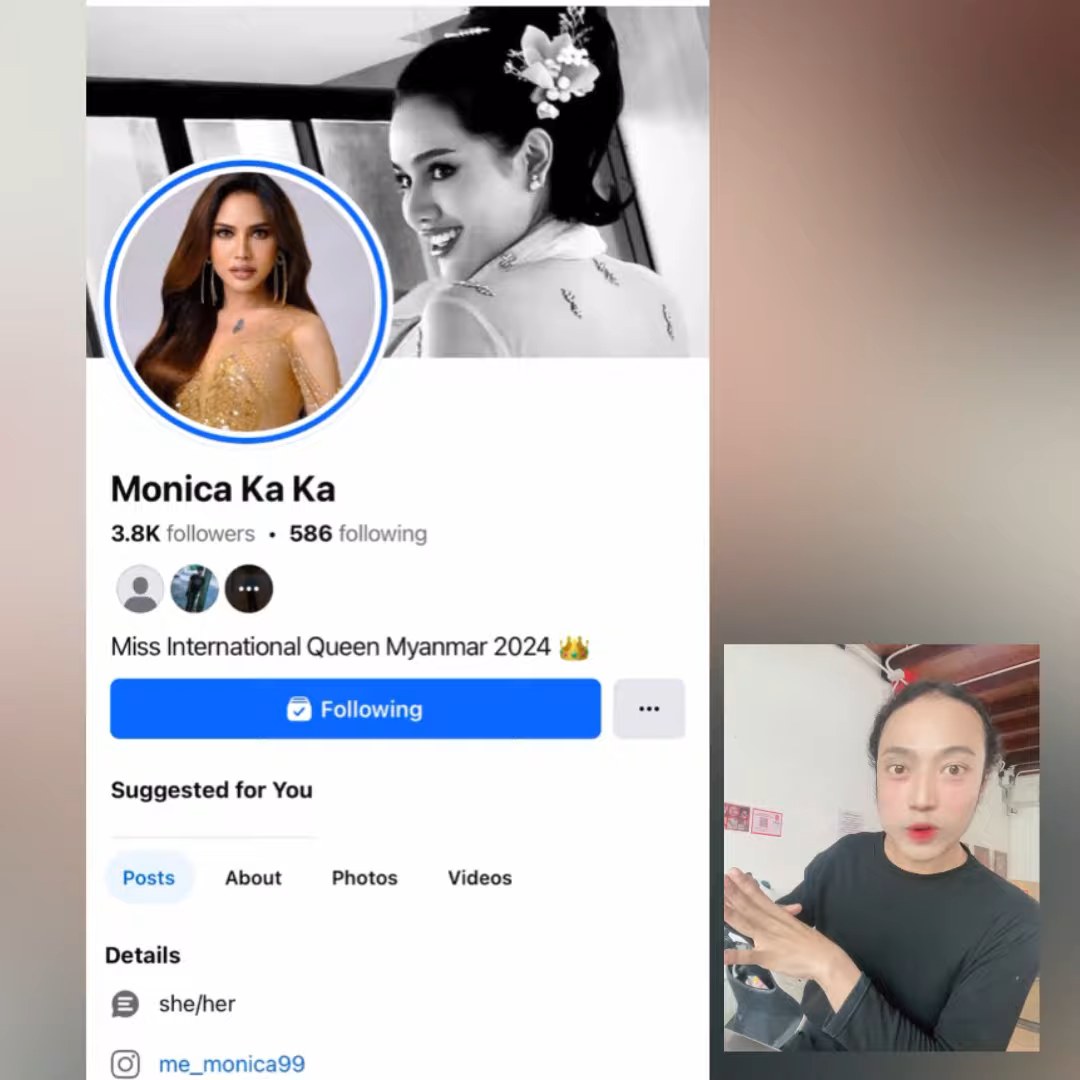 Monica Ka Ka
3.8K followers • 586 following
Miss International Queen Myanmar 2024 👑
Following
Suggested for You
Posts About Photos Videos
Details
she/her
me_monica99